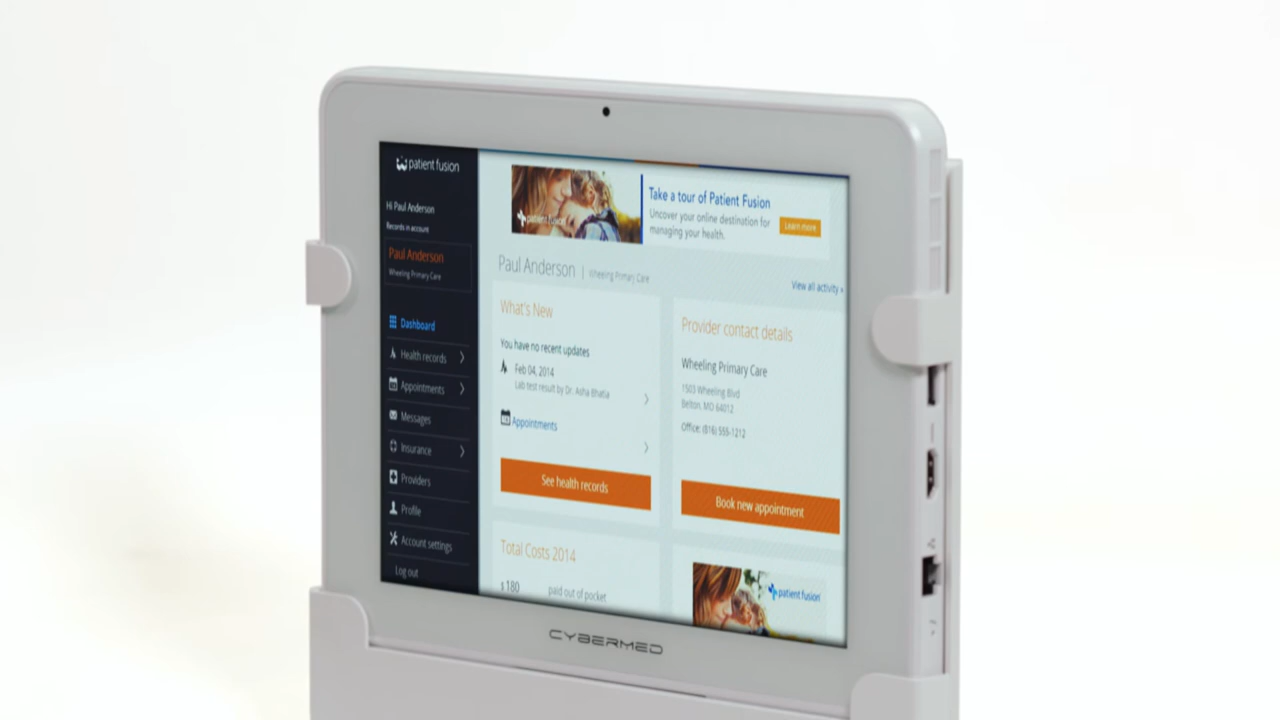 patient fusion
Hi Paul Anderson
Records in account
Paul Anderson
Wheeling Primary Care
Dashboard
Health records
Appointments
Messages
Insurance
Providers
Profile
Account settings
Log out
patient fusion
Take a tour of Patient Fusion
Uncover your online destination for
managing your health.
Learn more
Paul Anderson | Wheeling Primary Care
View all activity »
What's New
You have no recent updates
Feb 04, 2014
Lab test result by Dr. Asha Bhatia
Appointments
See health records
Provider contact details
Wheeling Primary Care
1503 Wheeling Blvd
Belton, MO 64012
Office: (816) 555-1212
Book new appointment
Total Costs 2014
$180 paid out of pocket
patient fusion
CYBERMED